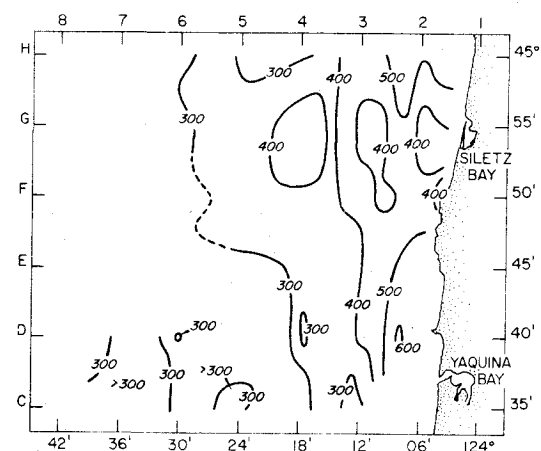 8 7 6 5 4 3 2 1
H 300 400 500 45°
G 300 400 400 400 55'
SILETZ
BAY
F 400 50'
E 300 400 500 45'
D 300 300 600 40'
YAQUINA
BAY
300 >300 300 >300 300 300
C 35'
42' 36' 30' 24' 18' 12' 06' 124°